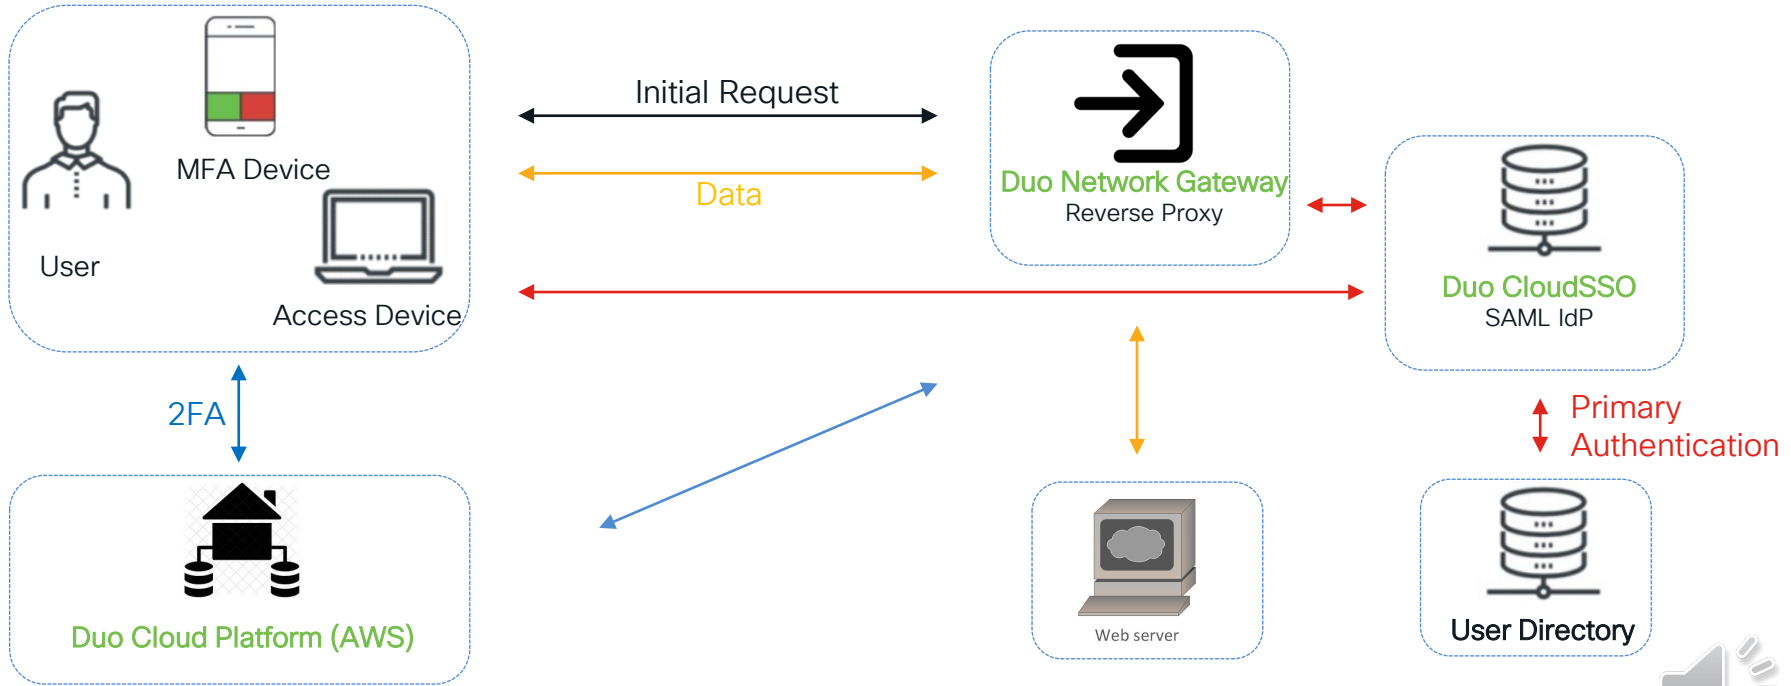 MFA Device
User
Access Device
Initial Request
Data
Duo Network Gateway
Reverse Proxy
Duo CloudSSO
SAML IdP
2FA
Primary
Authentication
Duo Cloud Platform (AWS)
Web server
User Directory